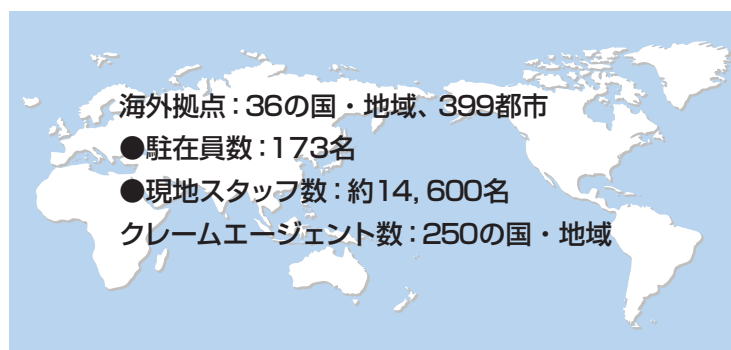 海外拠点：36の国・地域、399都市
●駐在員数：173名
●現地スタッフ数：約14,600名
クレームエージェント数：250の国・地域